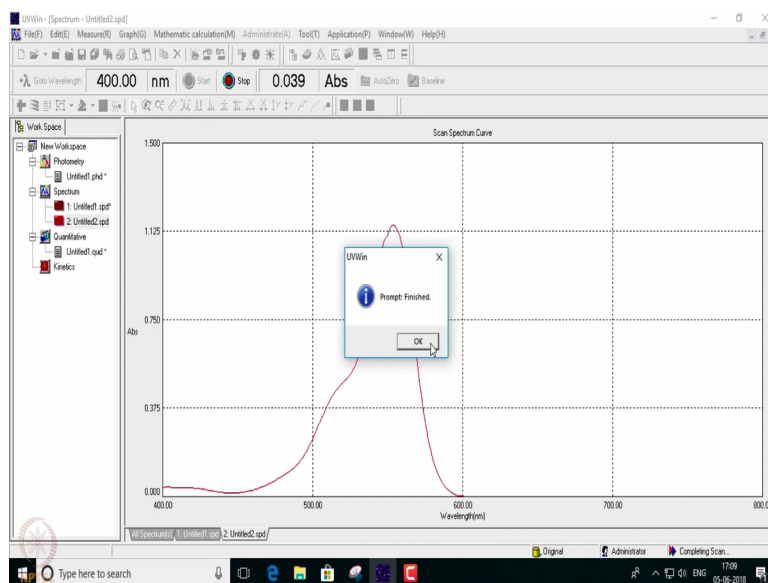 UVWin - [Spectrum - Untitled2.spd]
File(F) Edit(E) Measure(R) Graph(G) Mathematic calculation(M) Administrate(A) Tool(T) Application(P) Window(W) Help(H)
Goto Wavelength 400.00 nm Start Stop 0.039 Abs AutoZero Baseline
Work Space
New Workspace
Photometry
Untitled1.phd *
Spectrum
1: Untitled1.spd*
2: Untitled2.spd
Quantitative
Untitled1.qud *
Kinetics
Scan Spectrum Curve
1.500
1.125
0.750
Abs
0.375
0.000
400.00 500.00 600.00 700.00 800.0
Wavelength(nm)
UVWin X
Prompt: Finished.
OK
All Spectrum(s) 1: Untitled1.spd 2: Untitled2.spd
Original Administrator Completing Scan...
Type here to search
ENG
17:09
05-06-2018